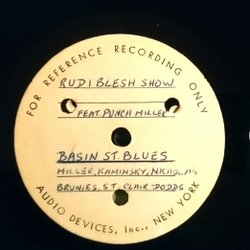 FOR REFERENCE RECORDING ONLY
RUDI BLESH SHOW
FEAT. PUNCH MILLER
BASIN ST. BLUES
MILLER, KAMINSKY, NICHOLAS
BRUNIES, ST. CLAIR DODDS
AUDIO DEVICES, Inc., NEW YORK